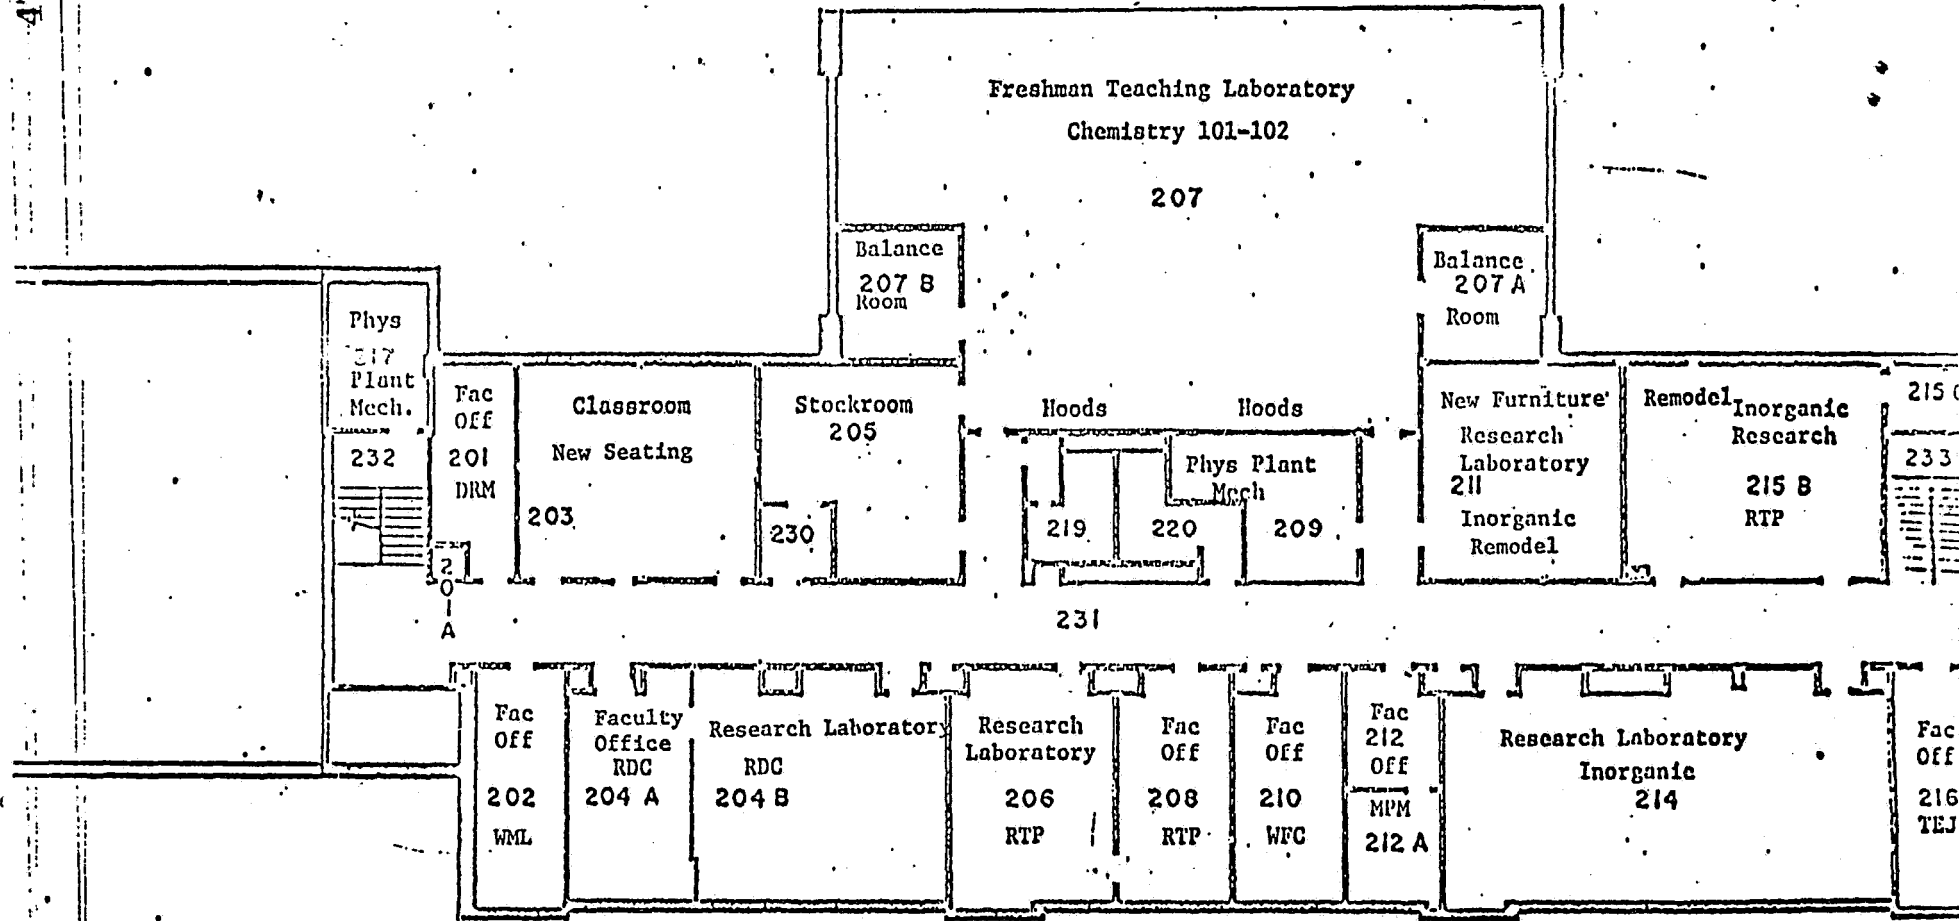 4
Freshman Teaching Laboratory
Chemistry 101-102
207
Balance
207 B
Room
Balance
207 A
Room
Phys
217
Plant
Mech.
232
Fac
Off
201
DRM
20
1
A
Classroom
New Seating
203
Stockroom
205
230
Hoods
Hoods
219
220
Phys Plant
Mech
209
New Furniture
Research
Laboratory
211
Inorganic
Remodel
Remodel Inorganic
Research
215 B
RTP
215
233
231
Fac
Off
202
WML
Faculty
Office
RDC
204 A
Research Laboratory
RDC
204 B
Research
Laboratory
206
RTP
Fac
Off
208
RTP
Fac
Off
210
WFC
Fac
212
Off
MPM
212 A
Research Laboratory
Inorganic
214
Fac
Off
216
TEJ